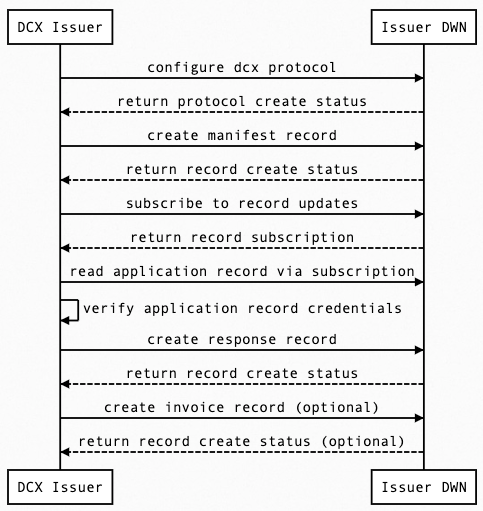 DCX Issuer
Issuer DWN
configure dcx protocol
return protocol create status
create manifest record
return record create status
subscribe to record updates
return record subscription
read application record via subscription
verify application record credentials
create response record
return record create status
create invoice record (optional)
return record create status (optional)
DCX Issuer
Issuer DWN